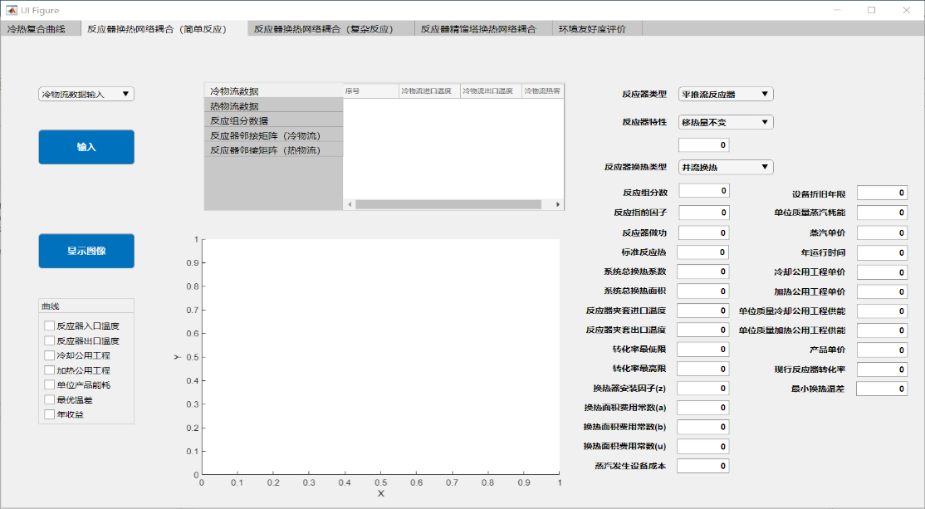 UI Figure
冷热复合曲线 反应器换热网络耦合（简单反应） 反应器换热网络耦合（复杂反应） 反应器精馏塔换热网络耦合 环境友好度评价
冷物流数据输入
输入
显示图像
曲线
反应器入口温度
反应器出口温度
冷却公用工程
加热公用工程
单位产品能耗
最优温差
年收益
冷物流数据
热物流数据
反应组分数据
反应器邻接矩阵（冷物流）
反应器邻接矩阵（热物流）
序号 冷物流进口温度 冷物流出口温度 冷物流热容
1
0.9
0.8
0.7
0.6
0.5
0.4
0.3
0.2
0.1
0
Y
0 0.1 0.2 0.3 0.4 0.5 0.6 0.7 0.8 0.9 1
X
反应器类型 平推流反应器
反应器特性 移热量不变
0
反应器换热类型 并流换热
反应组分数 0
反应指前因子 0
反应器做功 0
标准反应热 0
系统总换热系数 0
系统总换热面积 0
反应器夹套进口温度 0
反应器夹套出口温度 0
转化率最低限 0
转化率最高限 0
换热器安装因子(z) 0
换热面积费用常数(a) 0
换热面积费用常数(b) 0
换热面积费用常数(u) 0
蒸汽发生设备成本 0
设备折旧年限 0
单位质量蒸汽耗能 0
蒸汽单价 0
年运行时间 0
冷却公用工程单价 0
加热公用工程单价 0
单位质量冷却公用工程供能 0
单位质量加热公用工程供能 0
产品单价 0
现行反应器转化率 0
最小换热温差 0